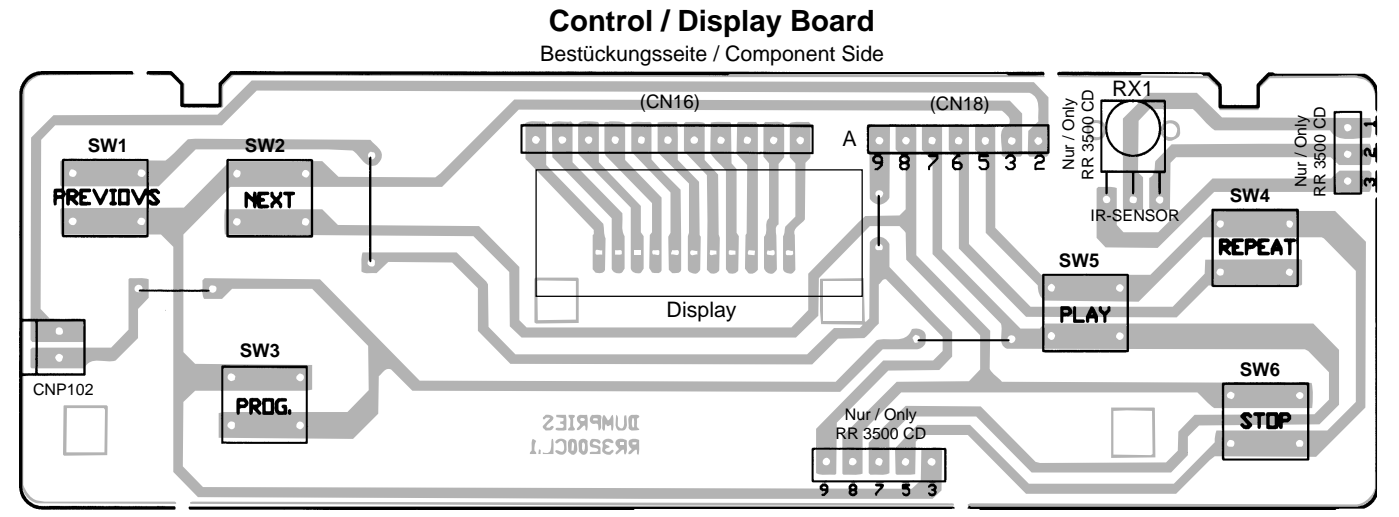 Control / Display Board
Bestückungsseite / Component Side
(CN16)
(CN18)
RX1
Nur / Only
RR 3500 CD
1
2
3
Nur / Only
RR 3500 CD
A
9 8 7 6 5 3 2
SW1
SW2
PREVIOVS
NEXT
IR-SENSOR
SW4
REPEAT
SW5
PLAY
Display
SW3
PROG.
CNP102
SW6
STOP
DUMPRIES
RR3200CL1
Nur / Only
RR 3500 CD
9 8 7 5 3